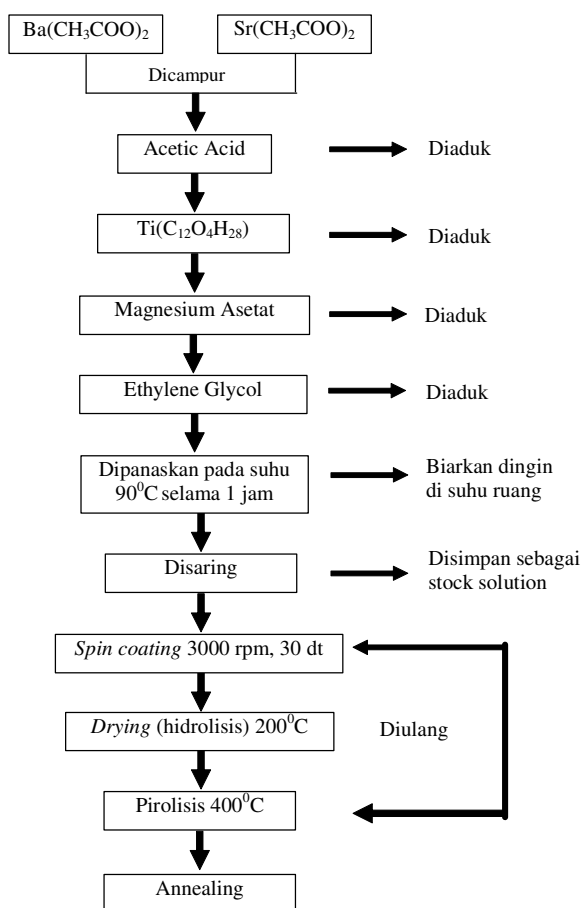 Ba(CH₃COO)₂
Sr(CH₃COO)₂
Dicampur
Acetic Acid
Diaduk
Ti(C₁₂O₄H₂₈)
Diaduk
Magnesium Asetat
Diaduk
Ethylene Glycol
Diaduk
Dipanaskan pada suhu
90⁰C selama 1 jam
Biarkan dingin
di suhu ruang
Disaring
Disimpan sebagai
stock solution
Spin coating 3000 rpm, 30 dt
Drying (hidrolisis) 200⁰C
Diulang
Pirolisis 400⁰C
Annealing